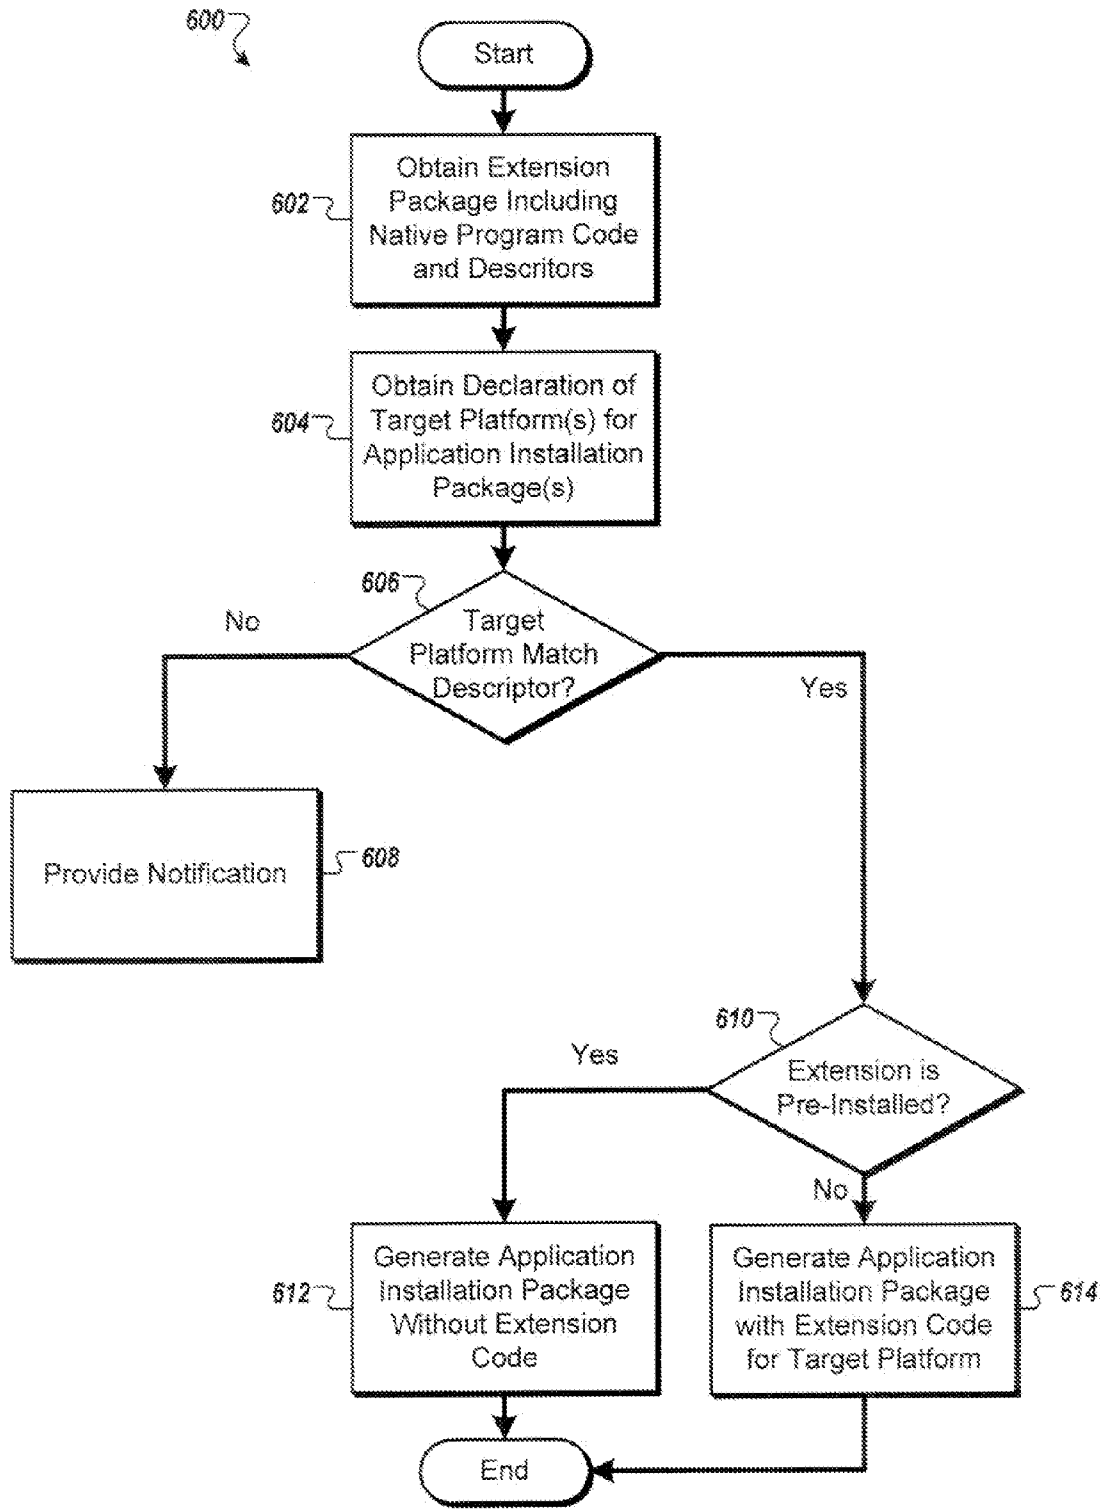 600
Start
602
Obtain Extension
Package Including
Native Program Code
and Descritors
604
Obtain Declaration of
Target Platform(s) for
Application Installation
Package(s)
606
No
Target
Platform Match
Descriptor?
Yes
Provide Notification
608
610
Yes
Extension is
Pre-Installed?
No
612
Generate Application
Installation Package
Without Extension
Code
Generate Application
Installation Package
with Extension Code
for Target Platform
614
End